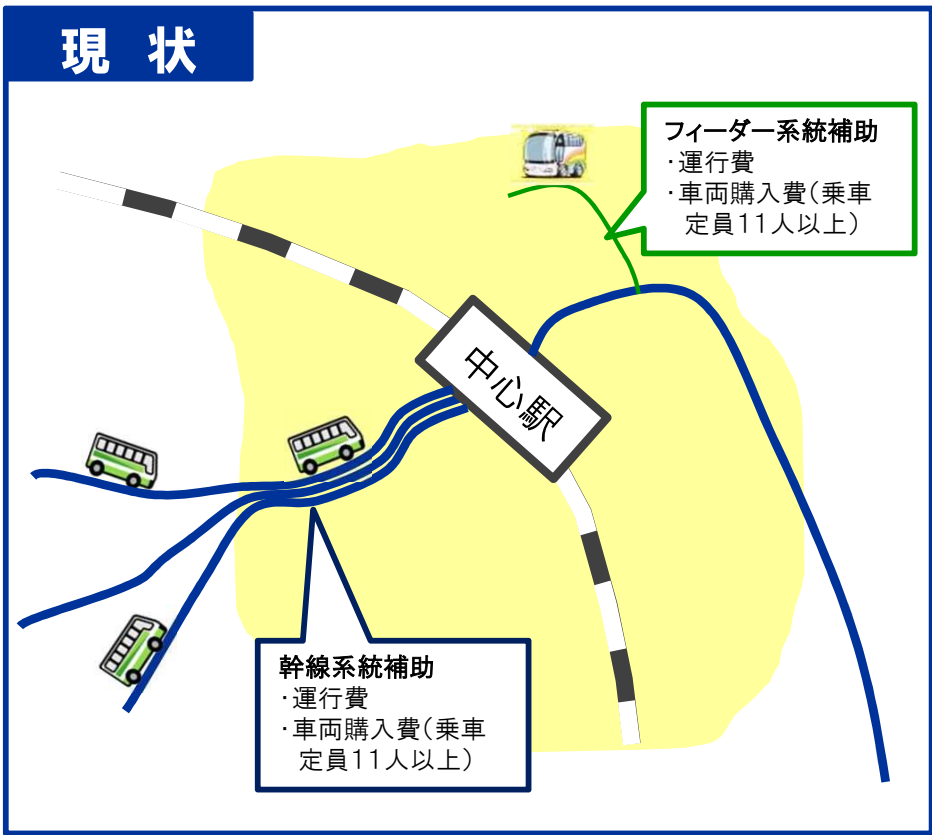 現 状
フィーダー系統補助
・運行費
・車両購入費(乗車
定員11人以上)
中心駅
幹線系統補助
・運行費
・車両購入費(乗車
定員11人以上)